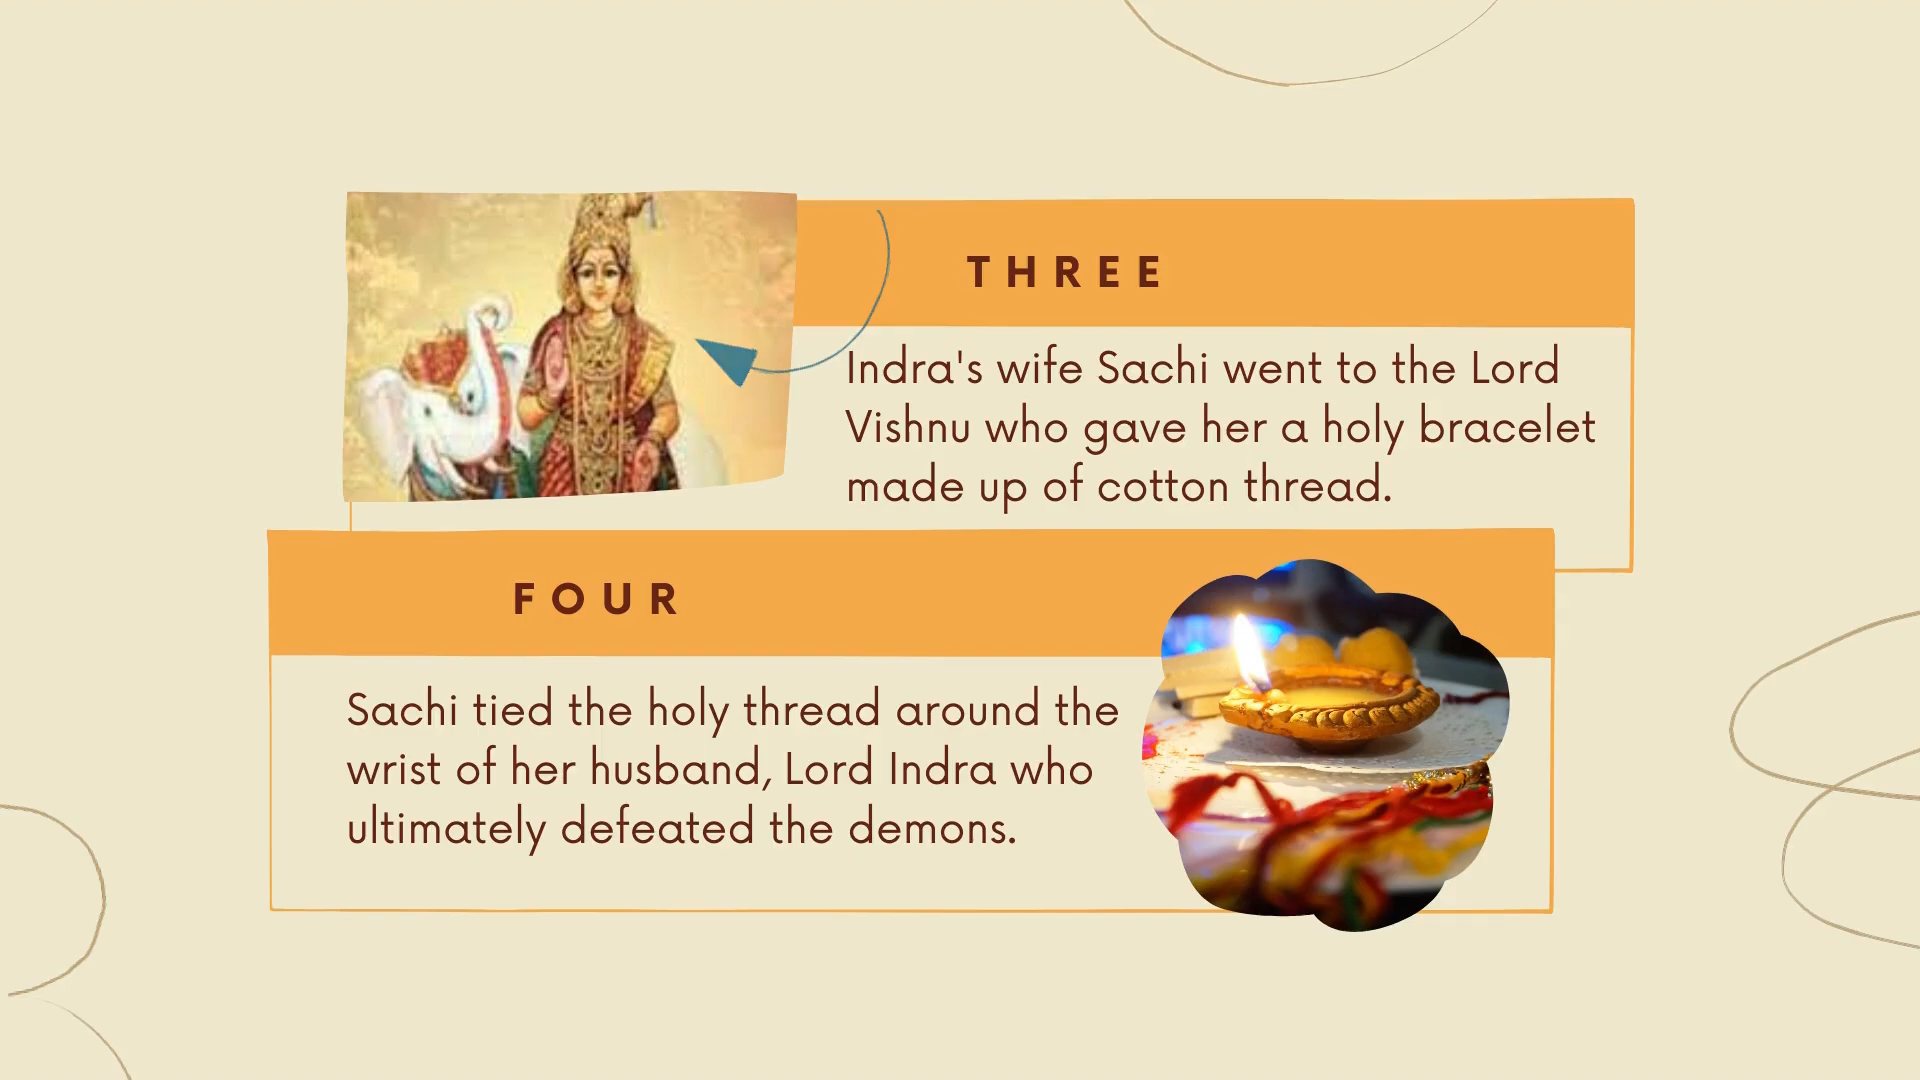 THREE
Indra's wife Sachi went to the Lord
Vishnu who gave her a holy bracelet
made up of cotton thread.
FOUR
Sachi tied the holy thread around the
wrist of her husband, Lord Indra who
ultimately defeated the demons.